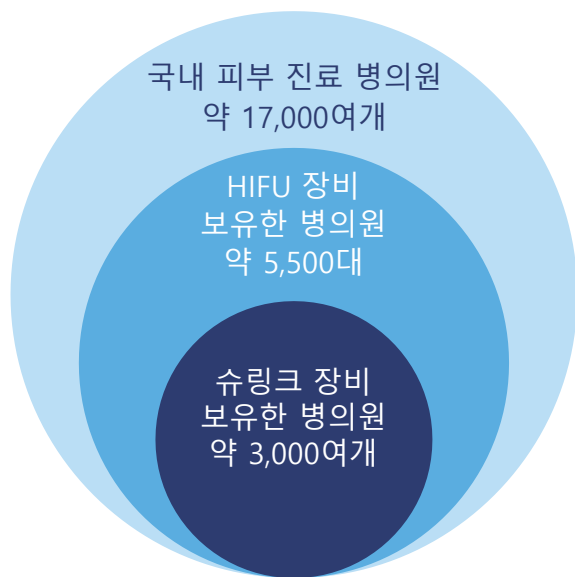 국내 피부 진료 병의원
약 17,000여개
HIFU 장비
보유한 병의원
약 5,500대
슈링크 장비
보유한 병의원
약 3,000여개